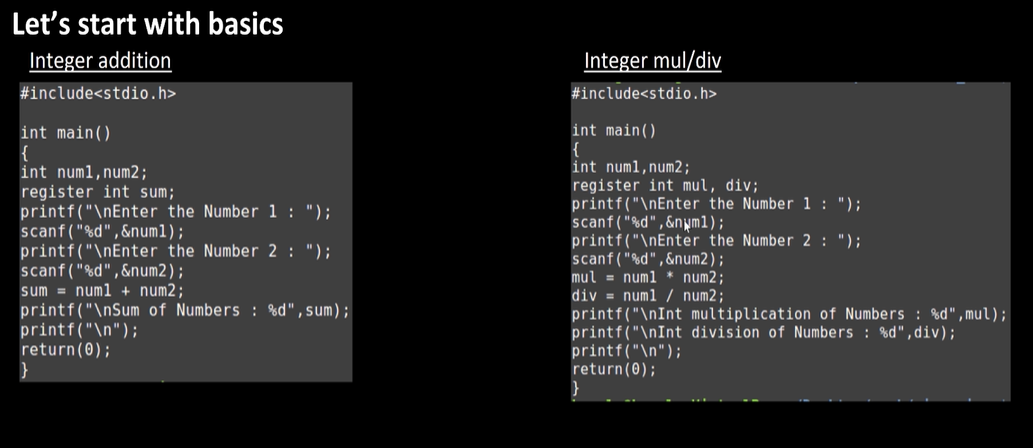 Let's start with basics
Integer addition
#include<stdio.h>
int main()
{
int num1,num2;
register int sum;
printf("\nEnter the Number 1 : ");
scanf("%d",&num1);
printf("\nEnter the Number 2 : ");
scanf("%d",&num2);
sum = num1 + num2;
printf("\nSum of Numbers : %d",sum);
printf("\n");
return(0);
}
Integer mul/div
#include<stdio.h>
int main()
{
int num1,num2;
register int mul, div;
printf("\nEnter the Number 1 : ");
scanf("%d",&num1);
printf("\nEnter the Number 2 : ");
scanf("%d",&num2);
mul = num1 * num2;
div = num1 / num2;
printf("\nInt multiplication of Numbers : %d",mul);
printf("\nInt division of Numbers : %d",div);
printf("\n");
return(0);
}